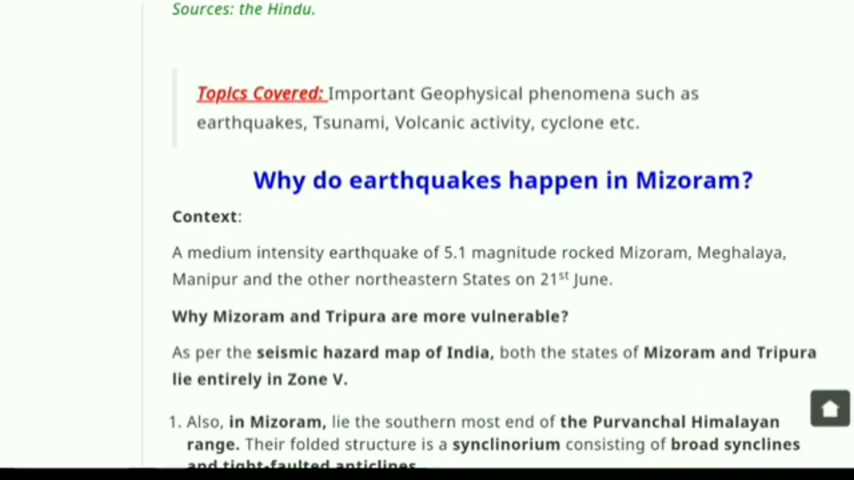 Sources: the Hindu.
Topics Covered: Important Geophysical phenomena such as
earthquakes, Tsunami, Volcanic activity, cyclone etc.
Why do earthquakes happen in Mizoram?
Context:
A medium intensity earthquake of 5.1 magnitude rocked Mizoram, Meghalaya,
Manipur and the other northeastern States on 21st June.
Why Mizoram and Tripura are more vulnerable?
As per the seismic hazard map of India, both the states of Mizoram and Tripura
lie entirely in Zone V.
1. Also, in Mizoram, lie the southern most end of the Purvanchal Himalayan
range. Their folded structure is a synclinorium consisting of broad synclines
and tight-faulted anticlines.